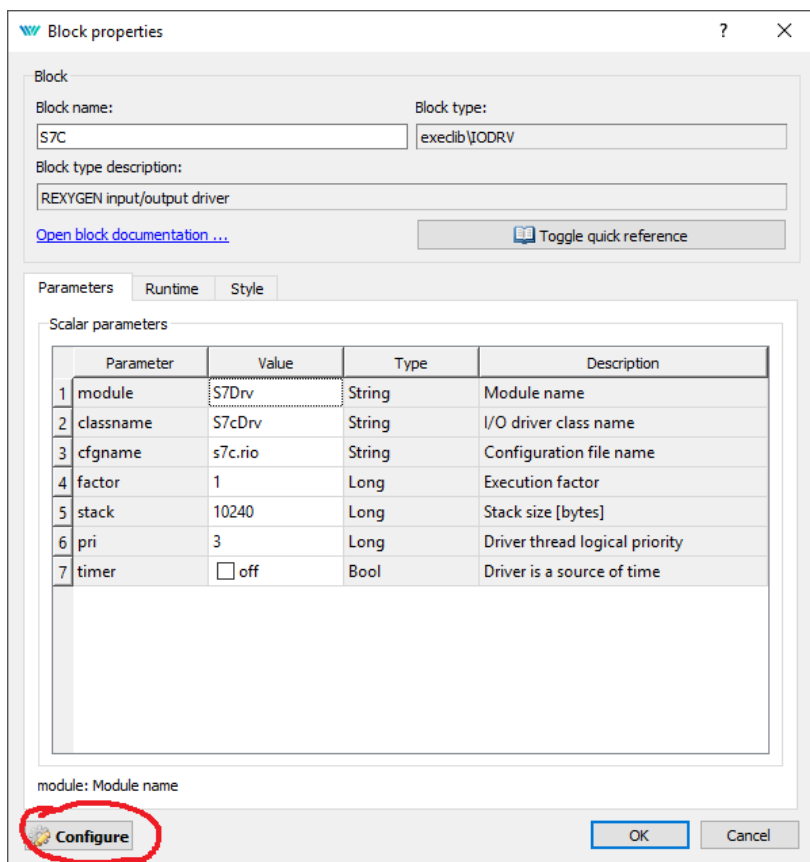 Block properties
?
Block
Block name:
Block type:
S7C
execlib\IODRV
Block type description:
REXYGEN input/output driver
Open block documentation ...
Toggle quick reference
Parameters Runtime Style
Scalar parameters
Parameter Value Type Description
1 module S7Drv String Module name
2 classname S7cDrv String I/O driver class name
3 cfgname s7c.rio String Configuration file name
4 factor 1 Long Execution factor
5 stack 10240 Long Stack size [bytes]
6 pri 3 Long Driver thread logical priority
7 timer off Bool Driver is a source of time
module: Module name
Configure OK Cancel